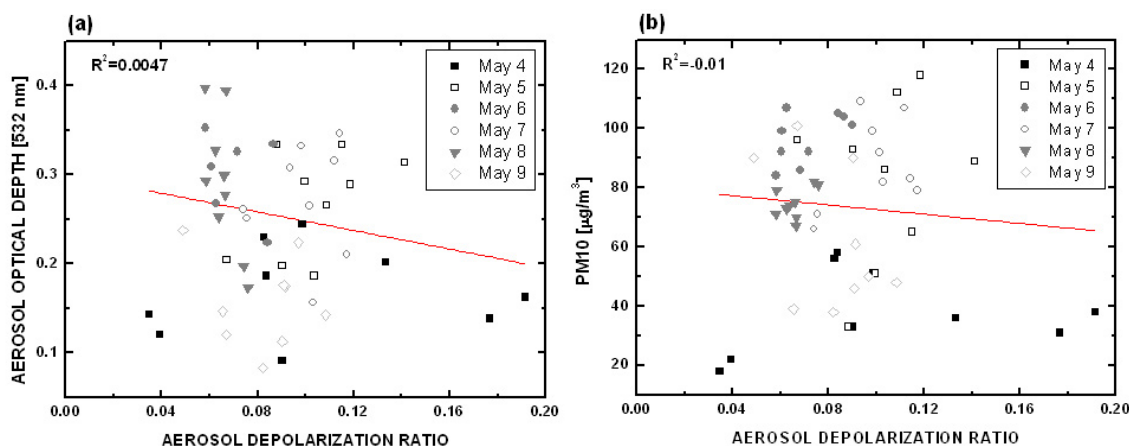 (a)
R²=0.0047
May 4
May 5
May 6
May 7
May 8
May 9
AEROSOL OPTICAL DEPTH [532 nm]
0.4
0.3
0.2
0.1
0.00 0.04 0.08 0.12 0.16 0.20
AEROSOL DEPOLARIZATION RATIO
(b)
R²=-0.01
May 4
May 5
May 6
May 7
May 8
May 9
PM10 [µg/m³]
120
100
80
60
40
20
0.00 0.04 0.08 0.12 0.16 0.20
AEROSOL DEPOLARIZATION RATIO